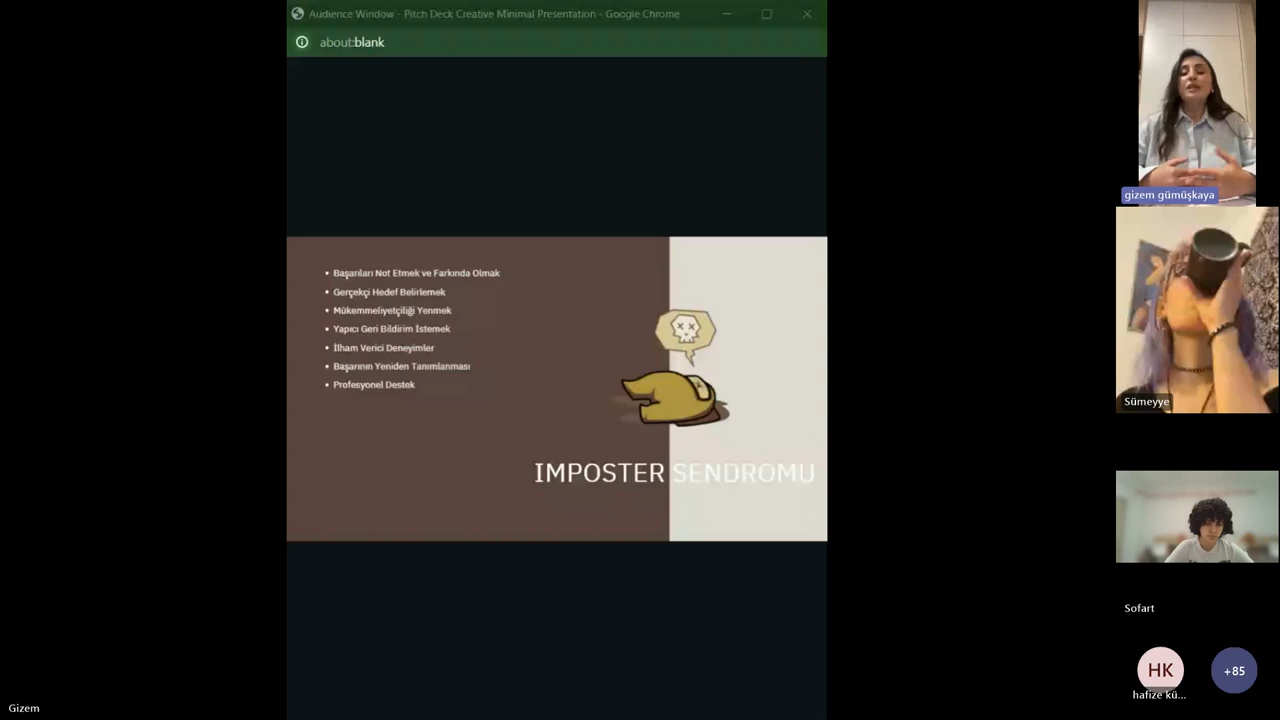 Audience Window - Pitch Deck Creative Minimal Presentation - Google Chrome
about:blank
• Başarıları Not Etmek ve Farkında Olmak
• Gerçekçi Hedef Belirlemek
• Mükemmeliyetçiliği Yenmek
• Yapıcı Geri Bildirim İstemek
• İlham Verici Deneyimler
• Başarının Yeniden Tanımlanması
• Profesyonel Destek
IMPOSTER SENDROMU
gizem gümüşkaya
Sümeyye
Sofart
HK
hafize kü...
+85
Gizem